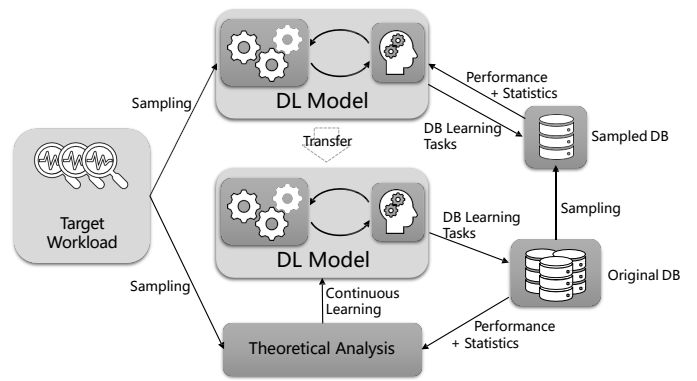 DL Model
Sampling
Performance
+ Statistics
DB Learning
Tasks
Sampled DB
Transfer
Target
Workload
DL Model
DB Learning
Tasks
Sampling
Original DB
Sampling
Continuous
Learning
Performance
+ Statistics
Theoretical Analysis